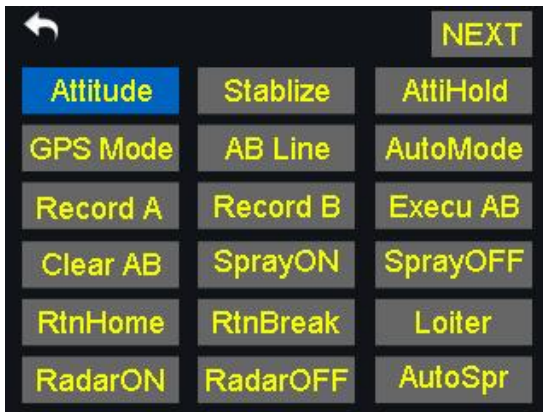 NEXT
Attitude Stablize AttiHold
GPS Mode AB Line AutoMode
Record A Record B Execu AB
Clear AB SprayON SprayOFF
RtnHome RtnBreak Loiter
RadarON RadarOFF AutoSpr